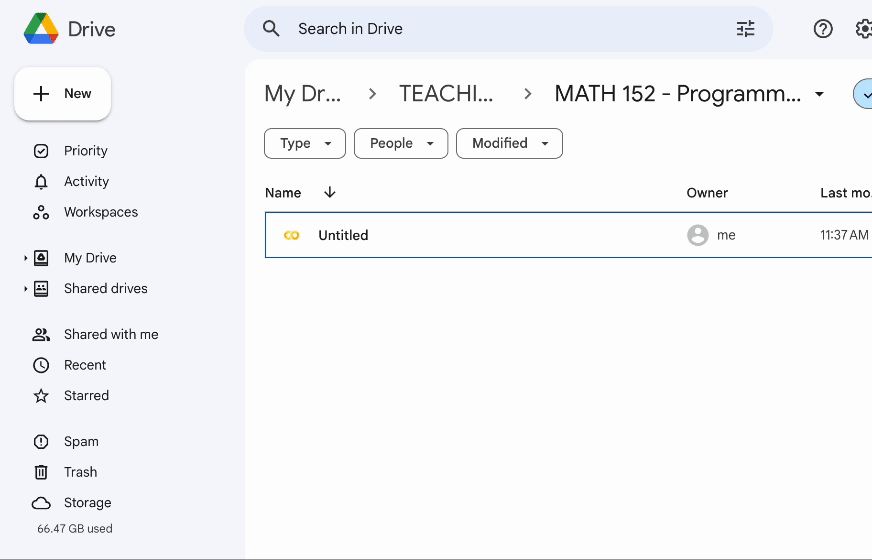 Drive
Search in Drive
New
My Dr... > TEACHI... > MATH 152 - Programm...
Type People Modified
Priority
Activity
Workspaces
My Drive
Shared drives
Shared with me
Recent
Starred
Spam
Trash
Storage
66.47 GB used
Name Owner Last mo.
Untitled me 11:37 AM